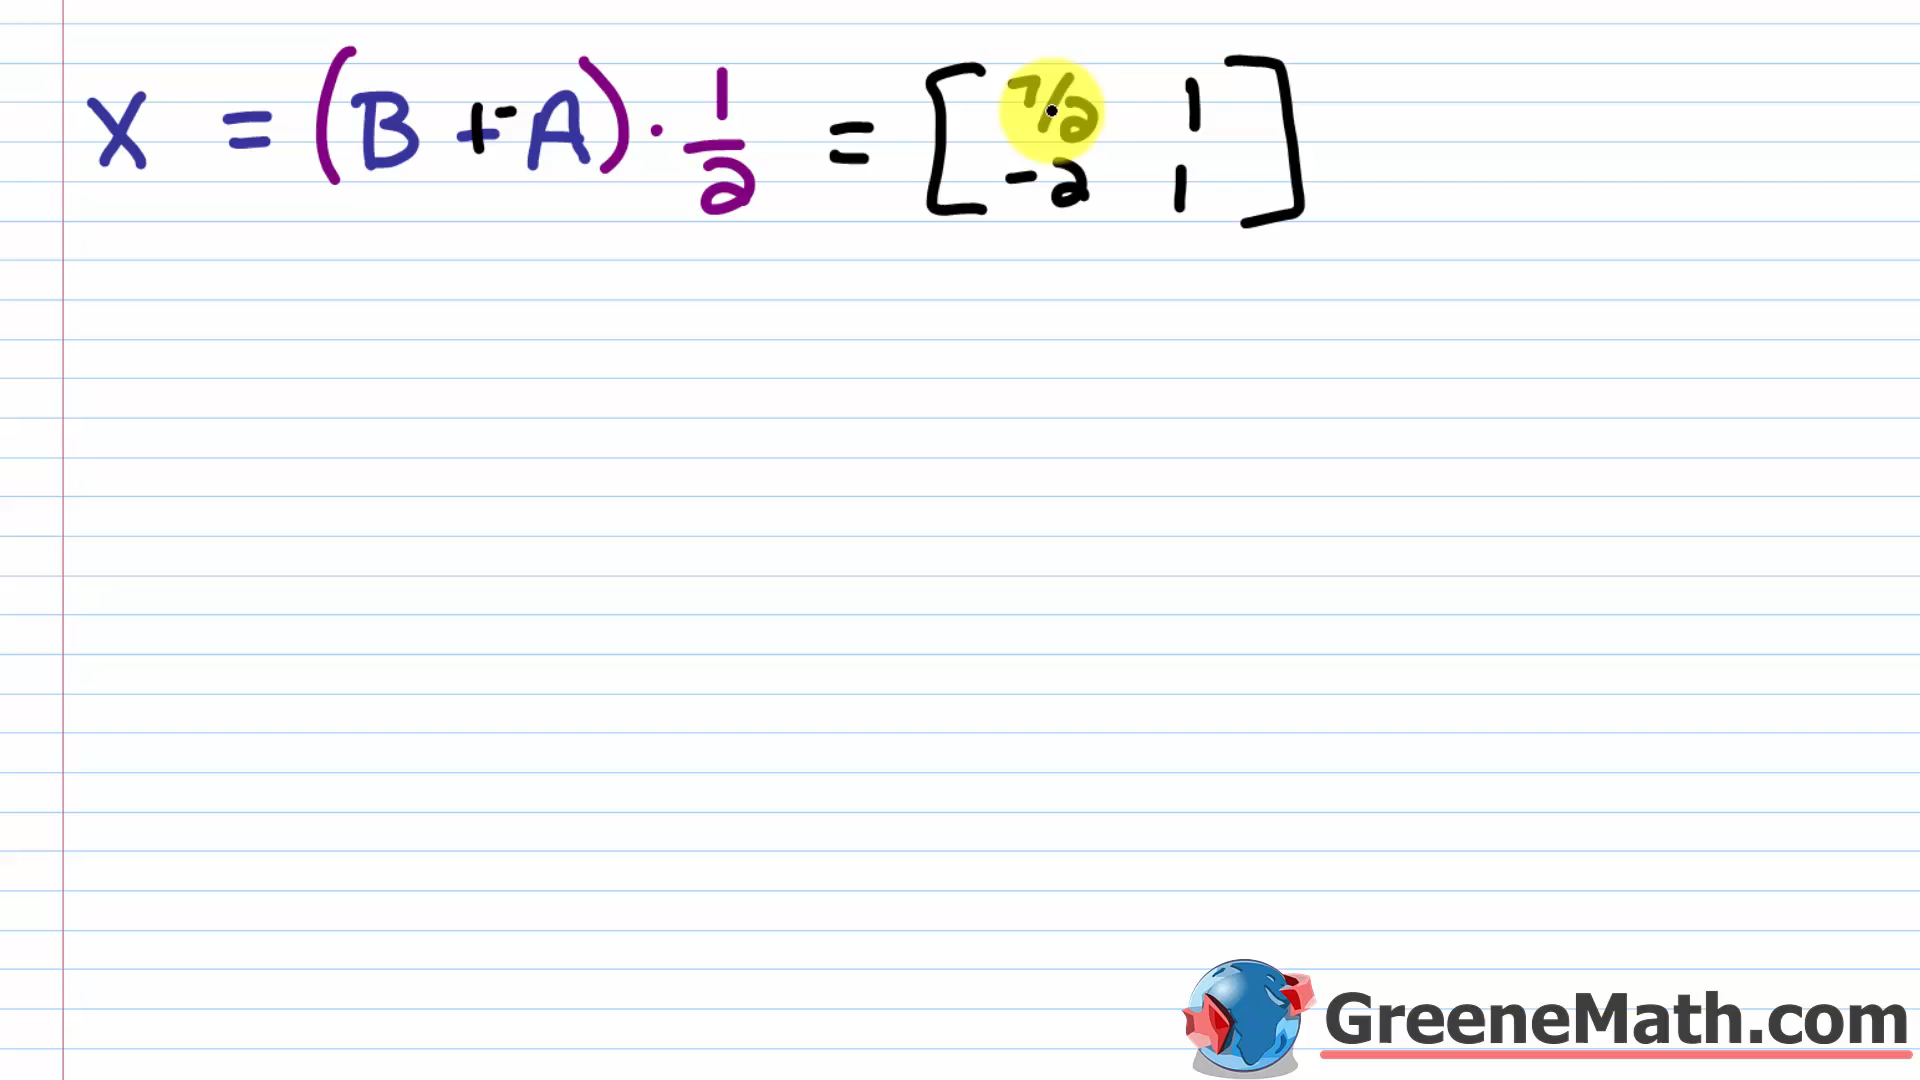 X = (B + -A) · 1/2 = [7/2 1
-2 1]
GreeneMath.com